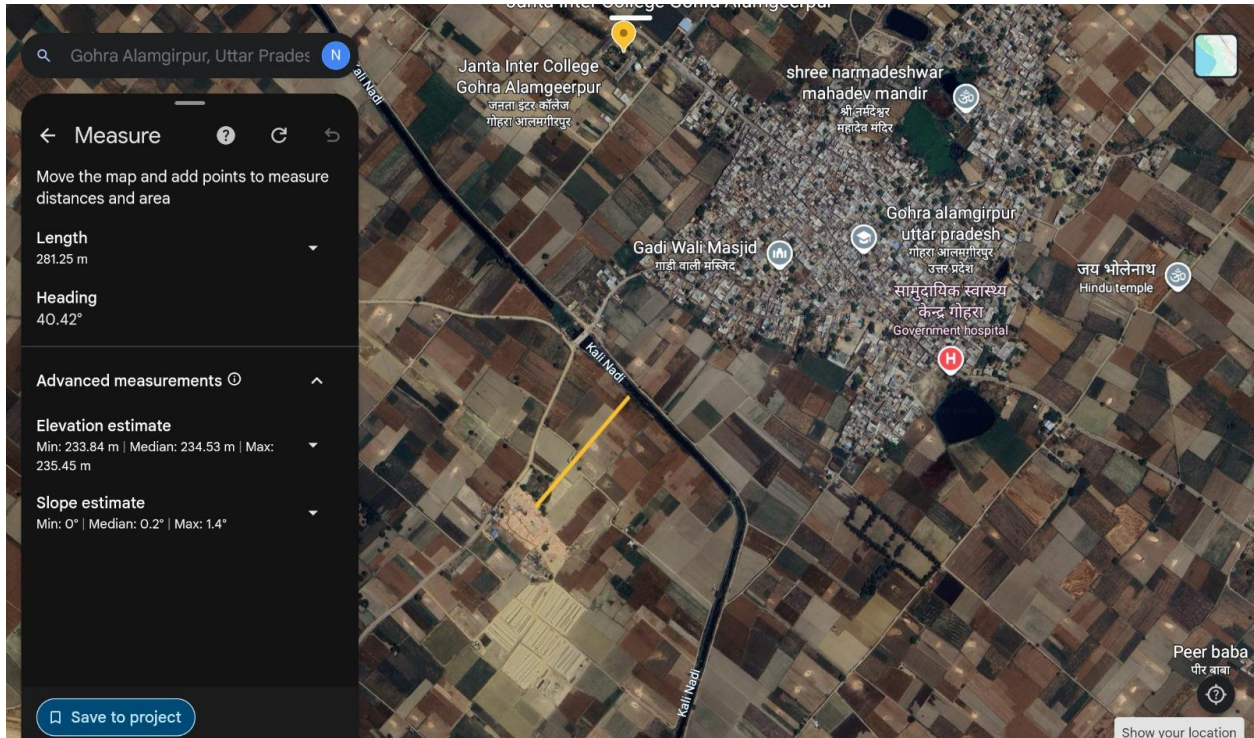 Janta Inter College Gohra Alamgeerpur
Gohra Alamgirpur, Uttar Prades
N
Measure
Move the map and add points to measure
distances and area
Length
281.25 m
Heading
40.42°
Advanced measurements
Elevation estimate
Min: 233.84 m | Median: 234.53 m | Max:
235.45 m
Slope estimate
Min: 0° | Median: 0.2° | Max: 1.4°
Save to project
ali Nadi
Janta Inter College
Gohra Alamgeerpur
जनता इंटर कॉलेज
गोहरा आलमगीरपुर
shree narmadeshwar
mahadev mandir
श्री नर्मदेश्वर
महादेव मंदिर
Gadi Wali Masjid
गाड़ी वाली मस्जिद
Gohra alamgirpur
uttar pradesh
गोहरा आलमगीरपुर
उत्तर प्रदेश
सामुदायिक स्वास्थ्य
केन्द्र गोहरा
Government hospital
H
जय भोलेनाथ
Hindu temple
Kali Nadi
Kali Nadi
Peer baba
पीर बाबा
Show your location